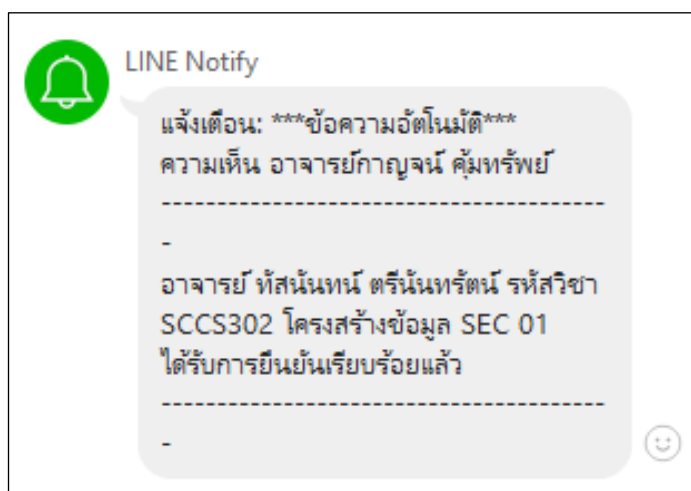 LINE Notify
แจ้งเตือน: ***ข้อความอัตโนมัติ***
ความเห็น อาจารย์กาญจน์ คุ้มทรัพย์
----------------------------------------
-
อาจารย์ ทัสนันทน์ ตรีนันทรัตน์ รหัสวิชา
SCCS302 โครงสร้างข้อมูล SEC 01
ได้รับการยืนยันเรียบร้อยแล้ว
----------------------------------------
-